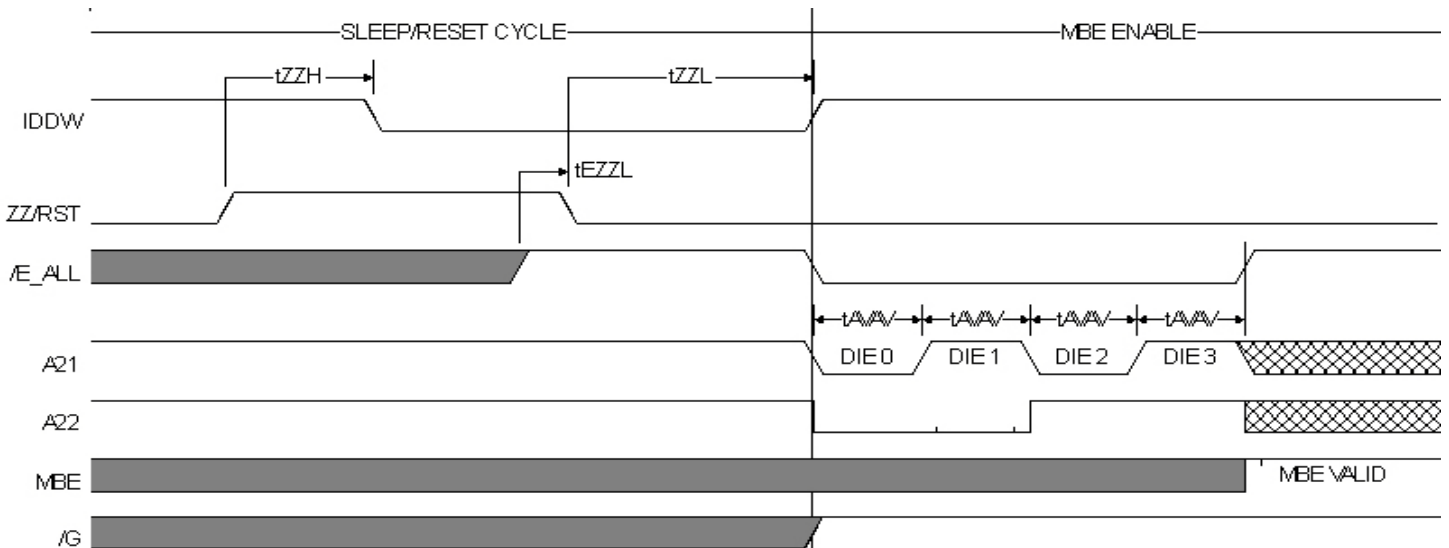 SLEEP/RESET CYCLE MBE ENABLE
tZZH tZZL
IDDW
tEZZL
ZZ/RST
/E_ALL
tAVAV tAVAV tAVAV tAVAV
A21 DIE 0 DIE 1 DIE 2 DIE 3
A22
MBE MBE VALID
/G